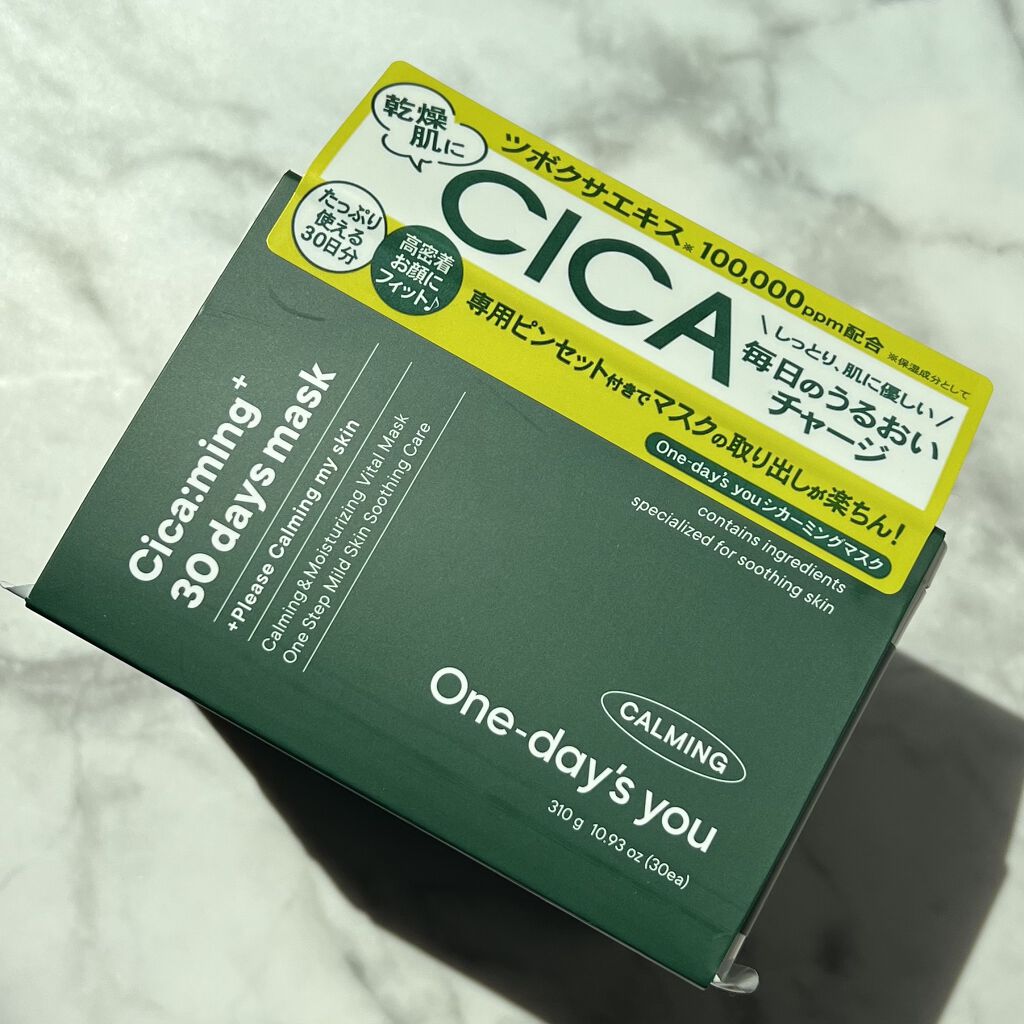 乾燥
肌に
ツボクサエキス※100,000ppm配合
※保湿成分として
CICA
たっぷり
使える
30日分
高密着
お顔に
フィット♪
\しっとり、肌に優しい/
毎日のうるおい
チャージ
専用ピンセット付きでマスクの取り出しが楽ちん!
One-day's youシカーミングマスク
contains ingredients
specialized for soothing skin
Cica:ming+
30 days mask
+Please Calming my skin
Calming&Moisturizing Vital Mask
One Step Mild Skin Soothing Care
CALMING
One-day's you
310 g 10.93 oz (30ea)